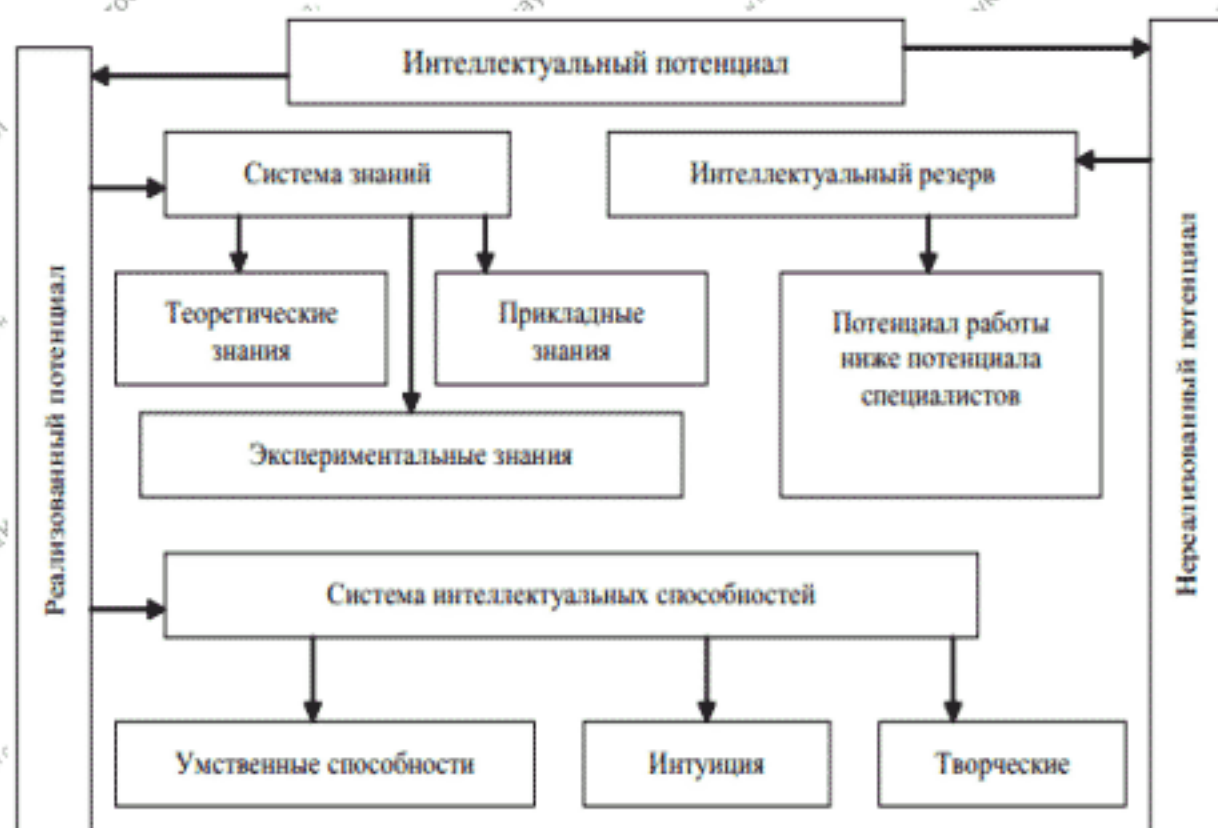 Интеллектуальный потенциал
Система знаний
Интеллектуальный резерв
Теоретические
знания
Прикладные
знания
Потенциал работы
ниже потенциала
специалистов
Экспериментальные знания
Реализованный потенциал
Нереализованный потенциал
Система интеллектуальных способностей
Умственные способности
Интуиция
Творческие